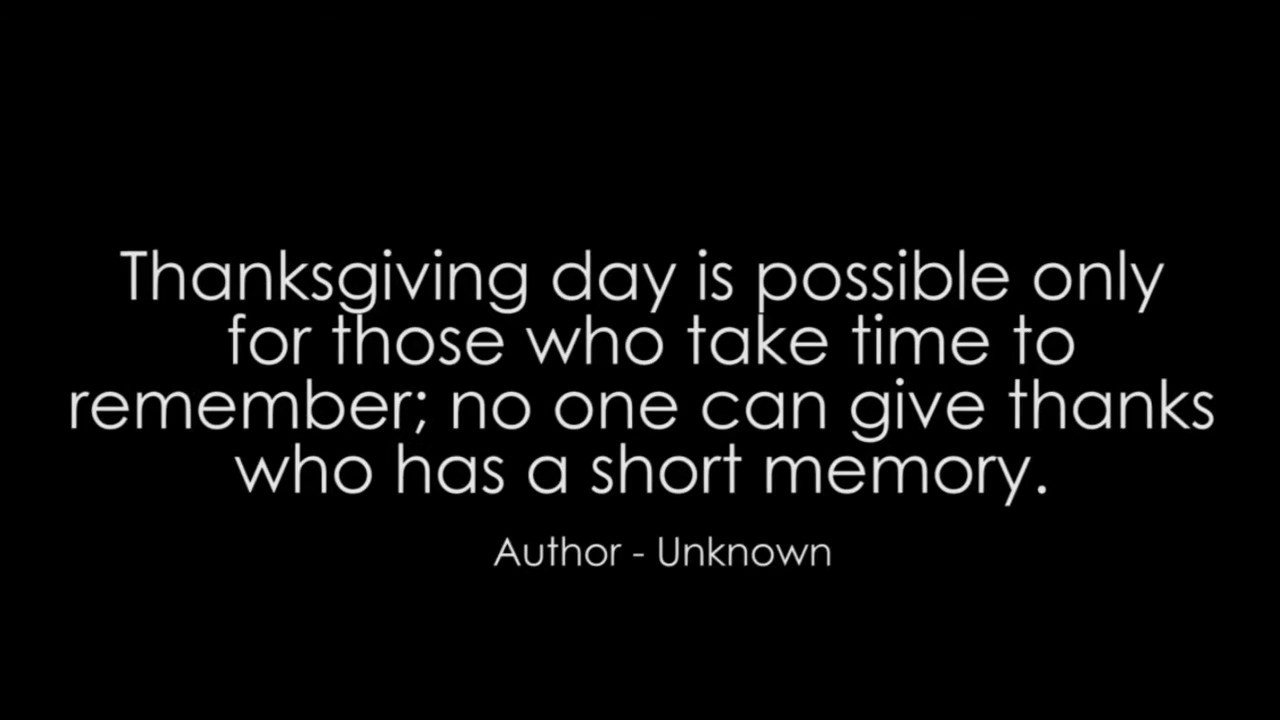 Thanksgiving day is possible only
for those who take time to
remember; no one can give thanks
who has a short memory.
Author - Unknown